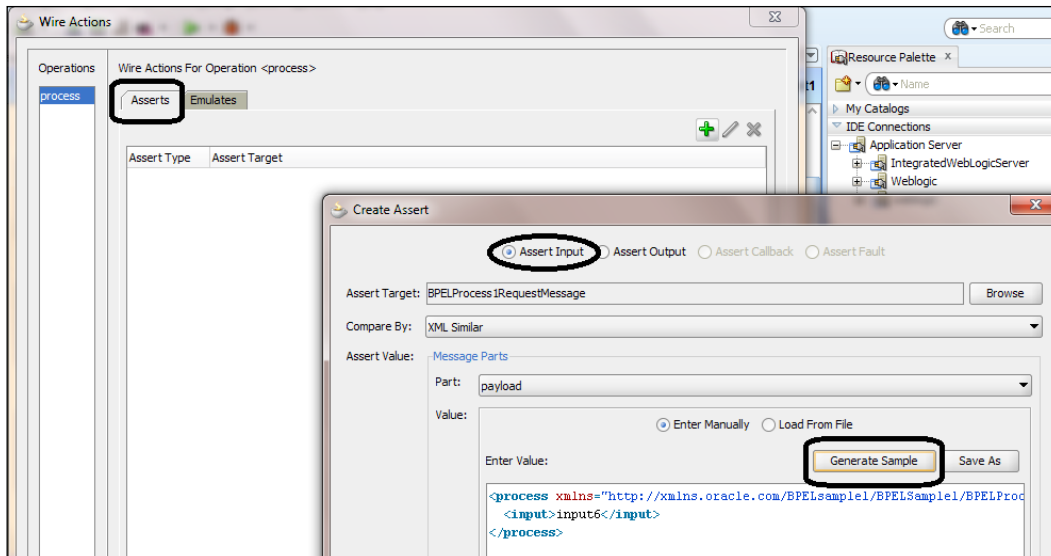 Wire Actions
Search
Operations
Wire Actions For Operation <process>
Resource Palette
process
Asserts
Emulates
Name
My Catalogs
IDE Connections
Assert Type
Assert Target
Application Server
IntegratedWebLogicServer
Weblogic
Create Assert
Assert Input
Assert Output
Assert Callback
Assert Fault
Assert Target:
BPELProcess1RequestMessage
Browse
Compare By:
XML Similar
Assert Value:
Message Parts
Part:
payload
Value:
Enter Manually
Load From File
Enter Value:
Generate Sample
Save As
<process xmlns="http://xmlns.oracle.com/BPELsample1/BPELSample1/BPELProc
<input>input6</input>
</process>